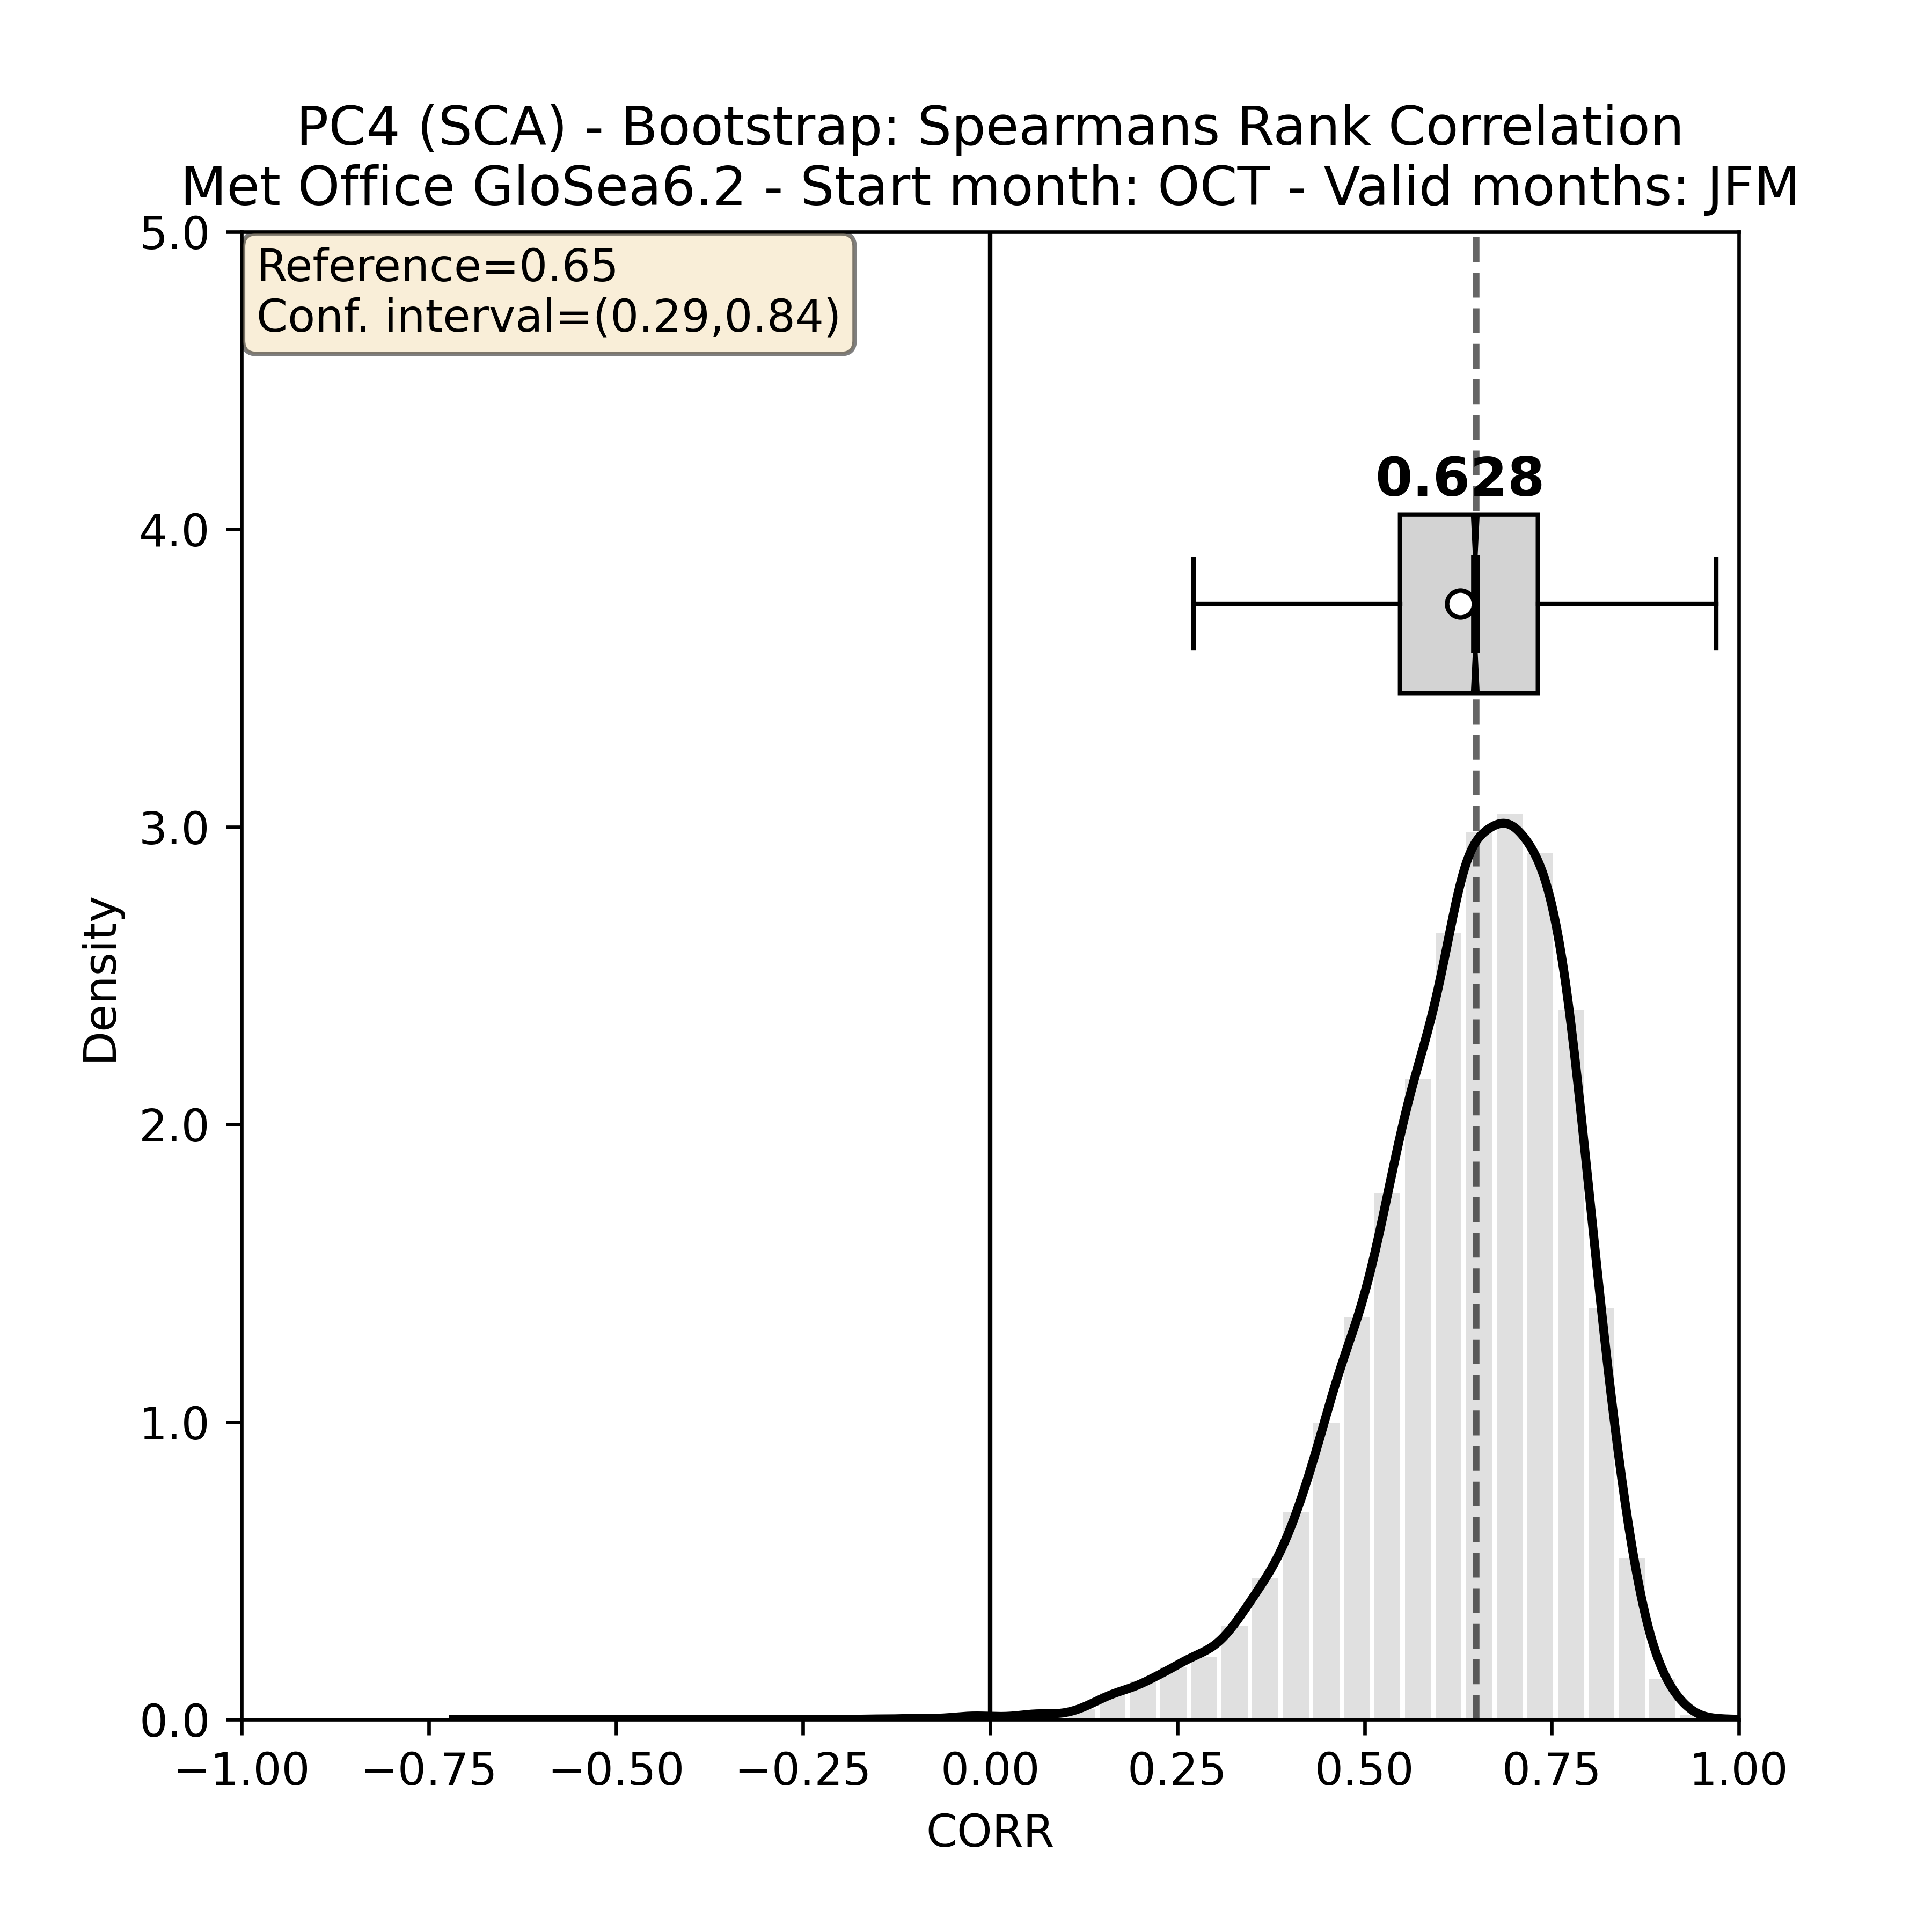 PC4 (SCA) - Bootstrap: Spearmans Rank Correlation
Met Office GloSea6.2 - Start month: OCT - Valid months: JFM
Reference=0.65
Conf. interval=(0.29,0.84)
0.628
5.0
4.0
3.0
2.0
1.0
0.0
Density
−1.00 −0.75 −0.50 −0.25 0.00 0.25 0.50 0.75 1.00
CORR